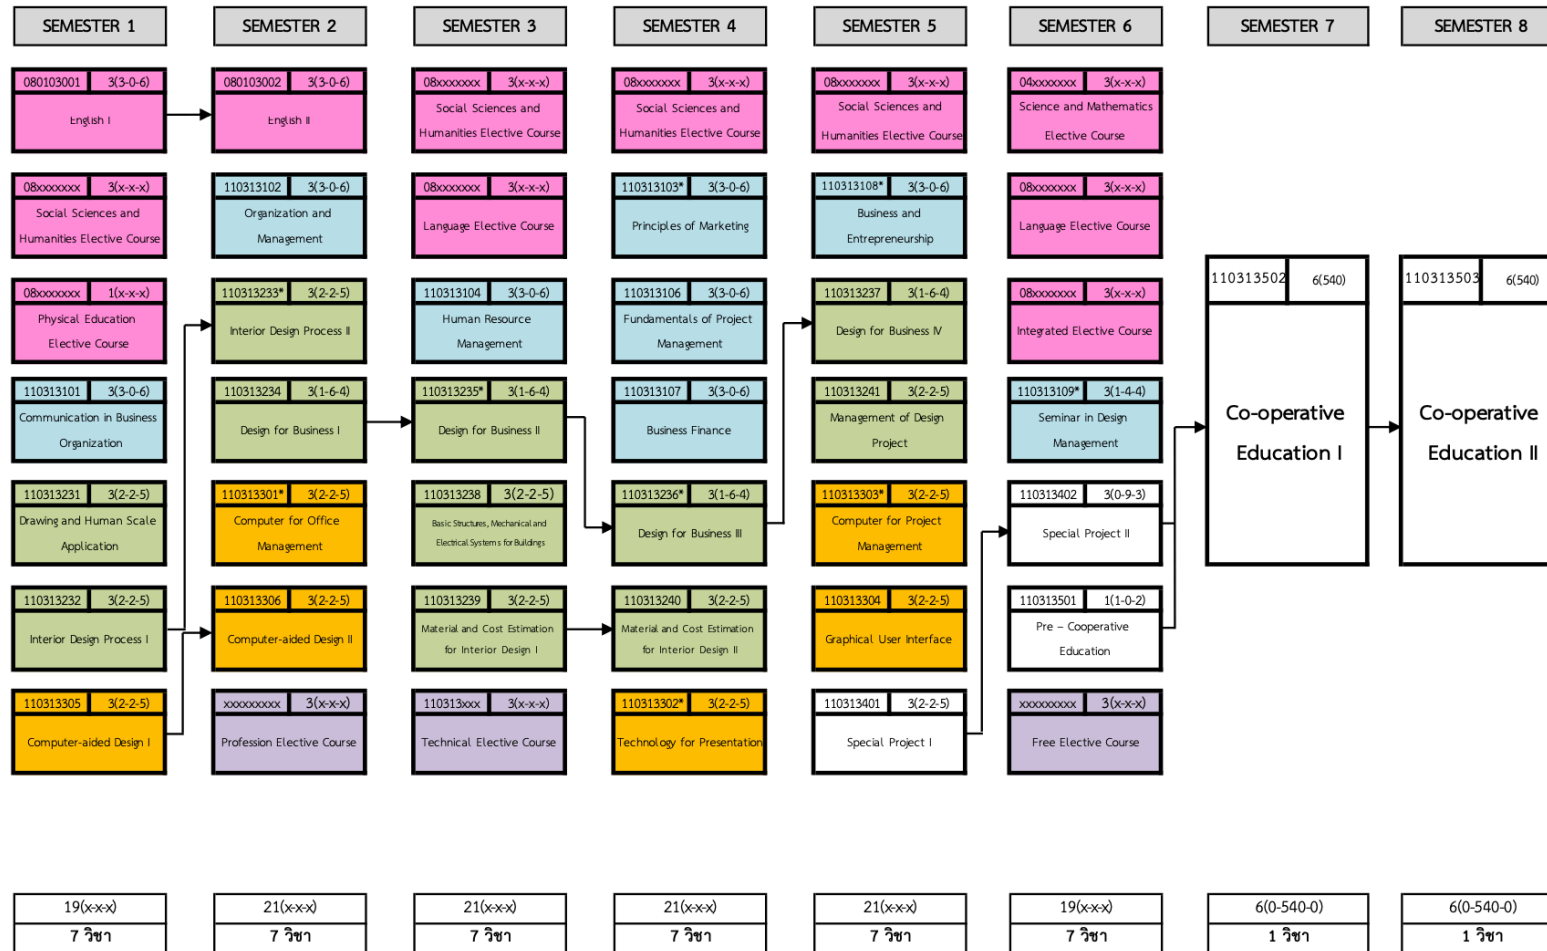 SEMESTER 1
SEMESTER 2
SEMESTER 3
SEMESTER 4
SEMESTER 5
SEMESTER 6
SEMESTER 7
SEMESTER 8
080103001 3(3-0-6)
English I
080103002 3(3-0-6)
English II
08xxxxxxx 3(x-x-x)
Social Sciences and
Humanities Elective Course
08xxxxxxx 3(x-x-x)
Social Sciences and
Humanities Elective Course
08xxxxxxx 3(x-x-x)
Social Sciences and
Humanities Elective Course
04xxxxxxx 3(x-x-x)
Science and Mathematics
Elective Course
08xxxxxxx 3(x-x-x)
Social Sciences and
Humanities Elective Course
110313102 3(3-0-6)
Organization and
Management
08xxxxxxx 3(x-x-x)
Language Elective Course
110313103* 3(3-0-6)
Principles of Marketing
110313108* 3(3-0-6)
Business and
Entrepreneurship
08xxxxxxx 3(x-x-x)
Language Elective Course
08xxxxxxx 1(x-x-x)
Physical Education
Elective Course
110313233* 3(2-2-5)
Interior Design Process II
110313104 3(3-0-6)
Human Resource
Management
110313106 3(3-0-6)
Fundamentals of Project
Management
110313237 3(1-6-4)
Design for Business IV
08xxxxxxx 3(x-x-x)
Integrated Elective Course
110313502 6(540)
Co-operative
Education I
110313503 6(540)
Co-operative
Education II
110313101 3(3-0-6)
Communication in Business
Organization
110313234 3(1-6-4)
Design for Business I
110313235* 3(1-6-4)
Design for Business II
110313107 3(3-0-6)
Business Finance
110313241 3(2-2-5)
Management of Design
Project
110313109* 3(1-4-4)
Seminar in Design
Management
110313231 3(2-2-5)
Drawing and Human Scale
Application
110313301* 3(2-2-5)
Computer for Office
Management
110313238 3(2-2-5)
Basic Structures, Mechanical and
Electrical Systems for Buildings
110313236* 3(1-6-4)
Design for Business III
110313303* 3(2-2-5)
Computer for Project
Management
110313402 3(0-9-3)
Special Project II
110313232 3(2-2-5)
Interior Design Process I
110313306 3(2-2-5)
Computer-aided Design II
110313239 3(2-2-5)
Material and Cost Estimation
for Interior Design I
110313240 3(2-2-5)
Material and Cost Estimation
for Interior Design II
110313304 3(2-2-5)
Graphical User Interface
110313501 1(1-0-2)
Pre – Cooperative
Education
110313305 3(2-2-5)
Computer-aided Design I
xxxxxxxxx 3(x-x-x)
Profession Elective Course
110313xxx 3(x-x-x)
Technical Elective Course
110313302* 3(2-2-5)
Technology for Presentation
110313401 3(2-2-5)
Special Project I
xxxxxxxxx 3(x-x-x)
Free Elective Course
19(x-x-x)
7 วิชา
21(x-x-x)
7 วิชา
21(x-x-x)
7 วิชา
21(x-x-x)
7 วิชา
21(x-x-x)
7 วิชา
19(x-x-x)
7 วิชา
6(0-540-0)
1 วิชา
6(0-540-0)
1 วิชา